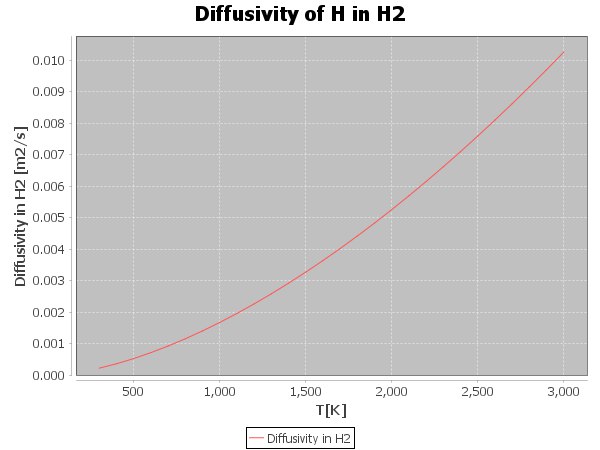 Diffusivity of H in H2
Diffusivity in H2 [m2/s]
0.010
0.009
0.008
0.007
0.006
0.005
0.004
0.003
0.002
0.001
0.000
500 1,000 1,500 2,000 2,500 3,000
T[K]
Diffusivity in H2